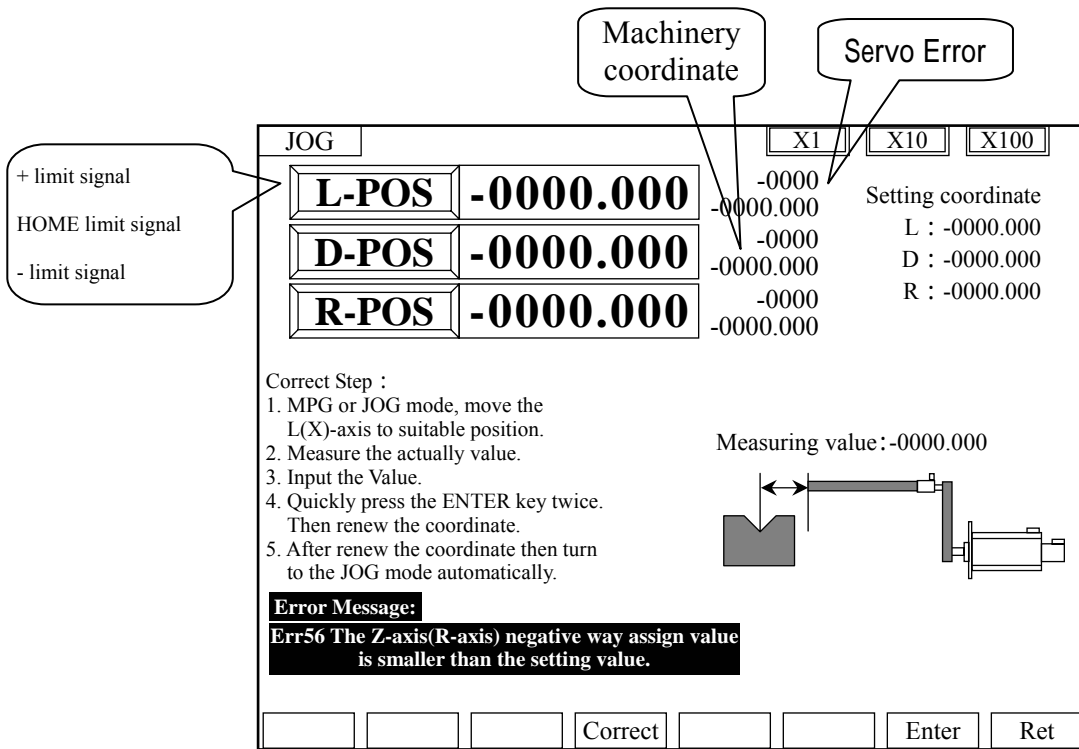 Machinery
coordinate
Servo Error
+ limit signal
HOME limit signal
- limit signal
JOG
X1
X10
X100
L-POS
-0000.000
-0000
-0000.000
D-POS
-0000.000
-0000
-0000.000
R-POS
-0000.000
-0000
-0000.000
Setting coordinate
L：-0000.000
D：-0000.000
R：-0000.000
Correct Step：
1. MPG or JOG mode, move the
L(X)-axis to suitable position.
2. Measure the actually value.
3. Input the Value.
4. Quickly press the ENTER key twice.
Then renew the coordinate.
5. After renew the coordinate then turn
to the JOG mode automatically.
Measuring value：-0000.000
Error Message:
Err56 The Z-axis(R-axis) negative way assign value
is smaller than the setting value.
Correct
Enter
Ret